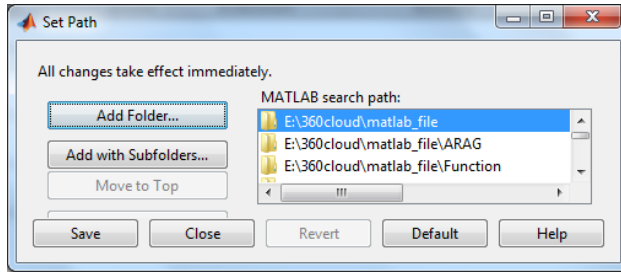 Set Path
All changes take effect immediately.
MATLAB search path:
Add Folder...
E:\360cloud\matlab_file
E:\360cloud\matlab_file\ARAG
Add with Subfolders...
E:\360cloud\matlab_file\Function
Move to Top
Save Close Revert Default Help